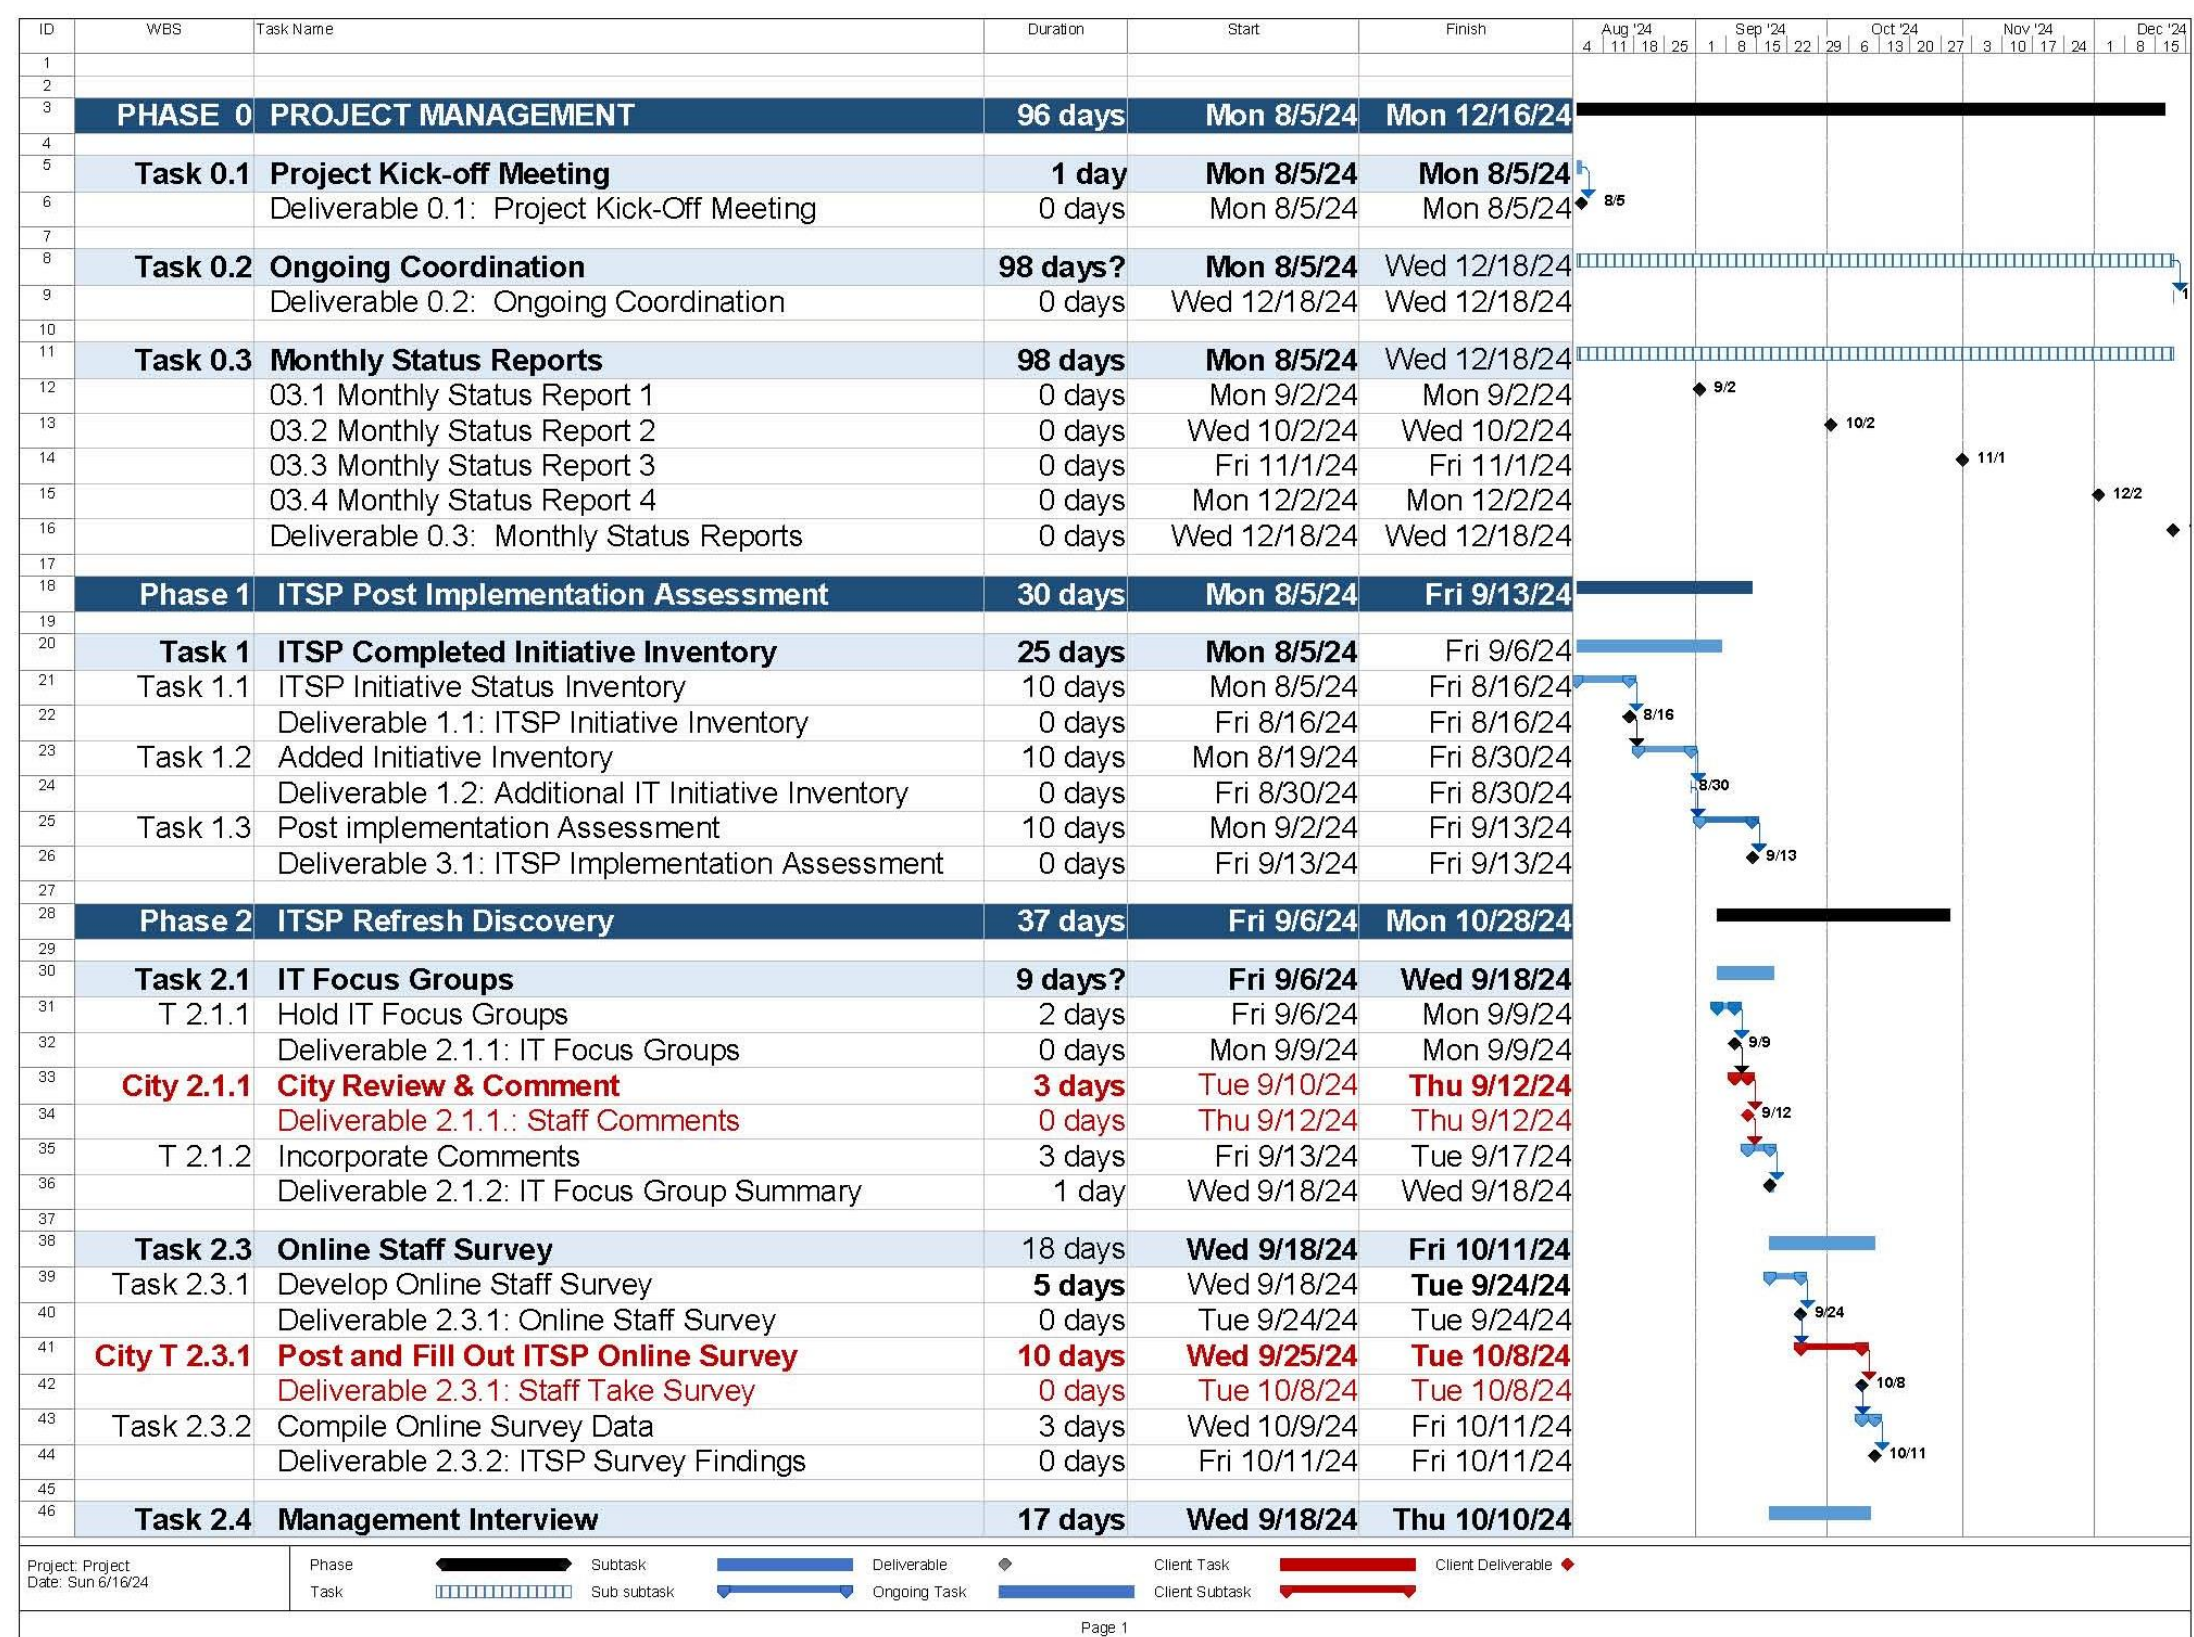 ID WBS Task Name Duration Start Finish Aug '24 Sep '24 Oct '24 Nov '24 Dec '24
4 11 18 25 1 8 15 22 29 6 13 20 27 3 10 17 24 1 8 15
1
2
3 PHASE 0 PROJECT MANAGEMENT 96 days Mon 8/5/24 Mon 12/16/24
4
5 Task 0.1 Project Kick-off Meeting 1 day Mon 8/5/24 Mon 8/5/24
6 Deliverable 0.1: Project Kick-Off Meeting 0 days Mon 8/5/24 Mon 8/5/24 8/5
7
8 Task 0.2 Ongoing Coordination 98 days? Mon 8/5/24 Wed 12/18/24
9 Deliverable 0.2: Ongoing Coordination 0 days Wed 12/18/24 Wed 12/18/24 1
10
11 Task 0.3 Monthly Status Reports 98 days Mon 8/5/24 Wed 12/18/24
12 03.1 Monthly Status Report 1 0 days Mon 9/2/24 Mon 9/2/24 9/2
13 03.2 Monthly Status Report 2 0 days Wed 10/2/24 Wed 10/2/24 10/2
14 03.3 Monthly Status Report 3 0 days Fri 11/1/24 Fri 11/1/24 11/1
15 03.4 Monthly Status Report 4 0 days Mon 12/2/24 Mon 12/2/24 12/2
16 Deliverable 0.3: Monthly Status Reports 0 days Wed 12/18/24 Wed 12/18/24
17
18 Phase 1 ITSP Post Implementation Assessment 30 days Mon 8/5/24 Fri 9/13/24
19
20 Task 1 ITSP Completed Initiative Inventory 25 days Mon 8/5/24 Fri 9/6/24
21 Task 1.1 ITSP Initiative Status Inventory 10 days Mon 8/5/24 Fri 8/16/24
22 Deliverable 1.1: ITSP Initiative Inventory 0 days Fri 8/16/24 Fri 8/16/24 8/16
23 Task 1.2 Added Initiative Inventory 10 days Mon 8/19/24 Fri 8/30/24
24 Deliverable 1.2: Additional IT Initiative Inventory 0 days Fri 8/30/24 Fri 8/30/24 8/30
25 Task 1.3 Post implementation Assessment 10 days Mon 9/2/24 Fri 9/13/24
26 Deliverable 3.1: ITSP Implementation Assessment 0 days Fri 9/13/24 Fri 9/13/24 9/13
27
28 Phase 2 ITSP Refresh Discovery 37 days Fri 9/6/24 Mon 10/28/24
29
30 Task 2.1 IT Focus Groups 9 days? Fri 9/6/24 Wed 9/18/24
31 T 2.1.1 Hold IT Focus Groups 2 days Fri 9/6/24 Mon 9/9/24
32 Deliverable 2.1.1: IT Focus Groups 0 days Mon 9/9/24 Mon 9/9/24 9/9
33 City 2.1.1 City Review & Comment 3 days Tue 9/10/24 Thu 9/12/24
34 Deliverable 2.1.1.: Staff Comments 0 days Thu 9/12/24 Thu 9/12/24 9/12
35 T 2.1.2 Incorporate Comments 3 days Fri 9/13/24 Tue 9/17/24
36 Deliverable 2.1.2: IT Focus Group Summary 1 day Wed 9/18/24 Wed 9/18/24
37
38 Task 2.3 Online Staff Survey 18 days Wed 9/18/24 Fri 10/11/24
39 Task 2.3.1 Develop Online Staff Survey 5 days Wed 9/18/24 Tue 9/24/24
40 Deliverable 2.3.1: Online Staff Survey 0 days Tue 9/24/24 Tue 9/24/24 9/24
41 City T 2.3.1 Post and Fill Out ITSP Online Survey 10 days Wed 9/25/24 Tue 10/8/24
42 Deliverable 2.3.1: Staff Take Survey 0 days Tue 10/8/24 Tue 10/8/24 10/8
43 Task 2.3.2 Compile Online Survey Data 3 days Wed 10/9/24 Fri 10/11/24
44 Deliverable 2.3.2: ITSP Survey Findings 0 days Fri 10/11/24 Fri 10/11/24 10/11
45
46 Task 2.4 Management Interview 17 days Wed 9/18/24 Thu 10/10/24
Project: Project
Date: Sun 6/16/24
Phase Subtask Deliverable Client Task Client Deliverable
Task Sub subtask Ongoing Task Client Subtask
Page 1